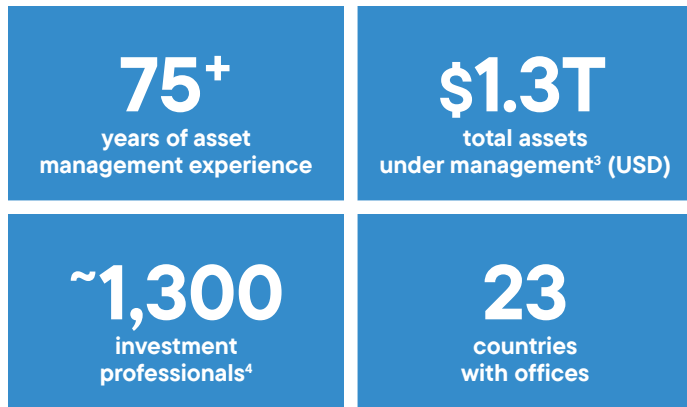 75+
years of asset
management experience
$1.3T
total assets
under management³ (USD)
~1,300
investment
professionals⁴
23
countries
with offices